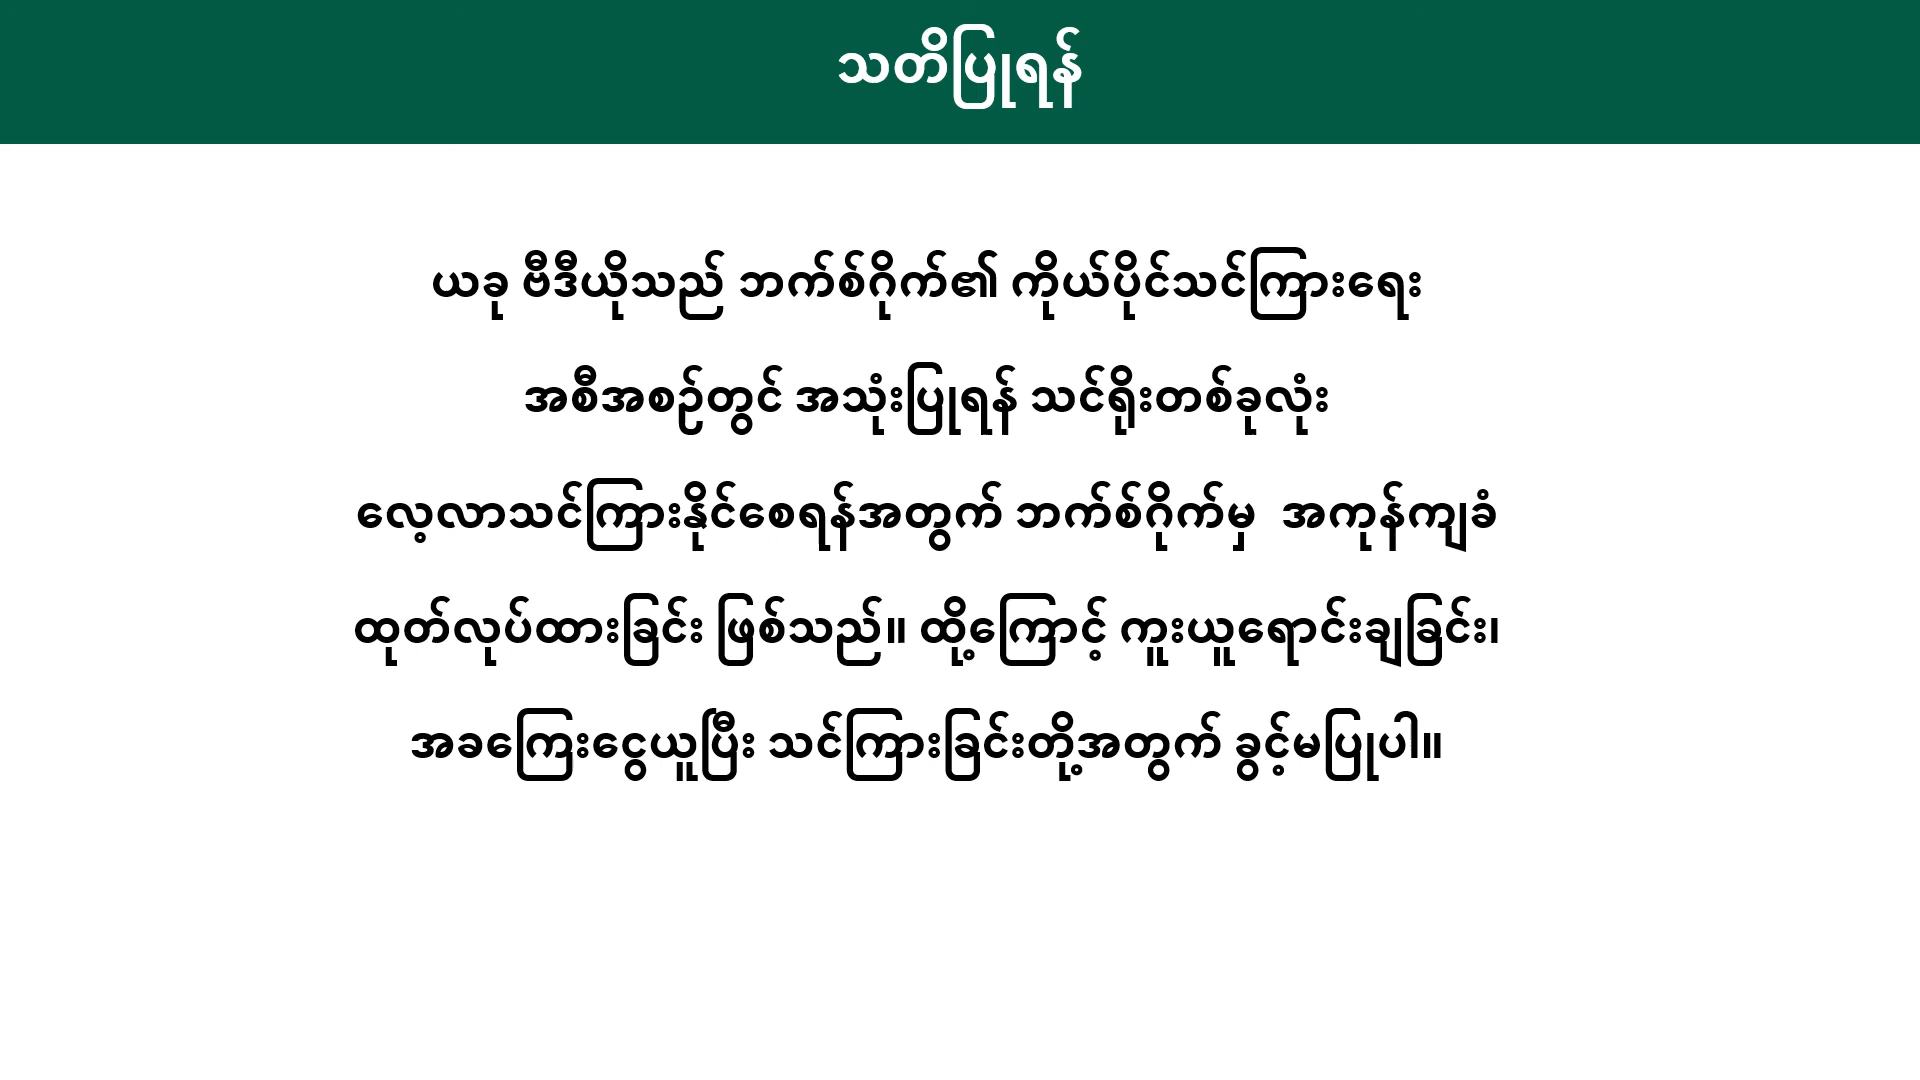 သတိပြုရန်
ယခု ဗီဒီယိုသည် ဘက်စ်ဂိုက်၏ ကိုယ်ပိုင်သင်ကြားရေး
အစီအစဉ်တွင် အသုံးပြုရန် သင်ရိုးတစ်ခုလုံး
လေ့လာသင်ကြားနိုင်စေရန်အတွက် ဘက်စ်ဂိုက်မှ အကုန်ကျခံ
ထုတ်လုပ်ထားခြင်း ဖြစ်သည်။ ထို့ကြောင့် ကူးယူရောင်းချခြင်း၊
အခကြေးငွေယူပြီး သင်ကြားခြင်းတို့အတွက် ခွင့်မပြုပါ။